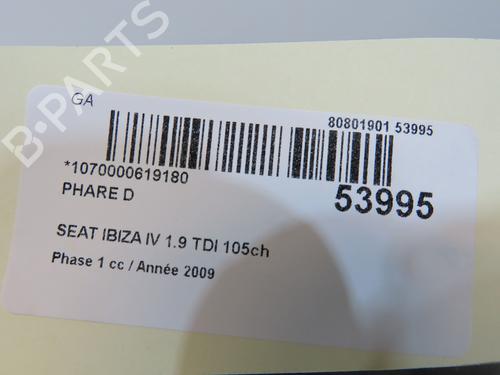 GA
80801901 53995
*1070000619180
PHARE D
53995
SEAT IBIZA IV 1.9 TDI 105ch
Phase 1 cc / Année 2009
B-PARTS